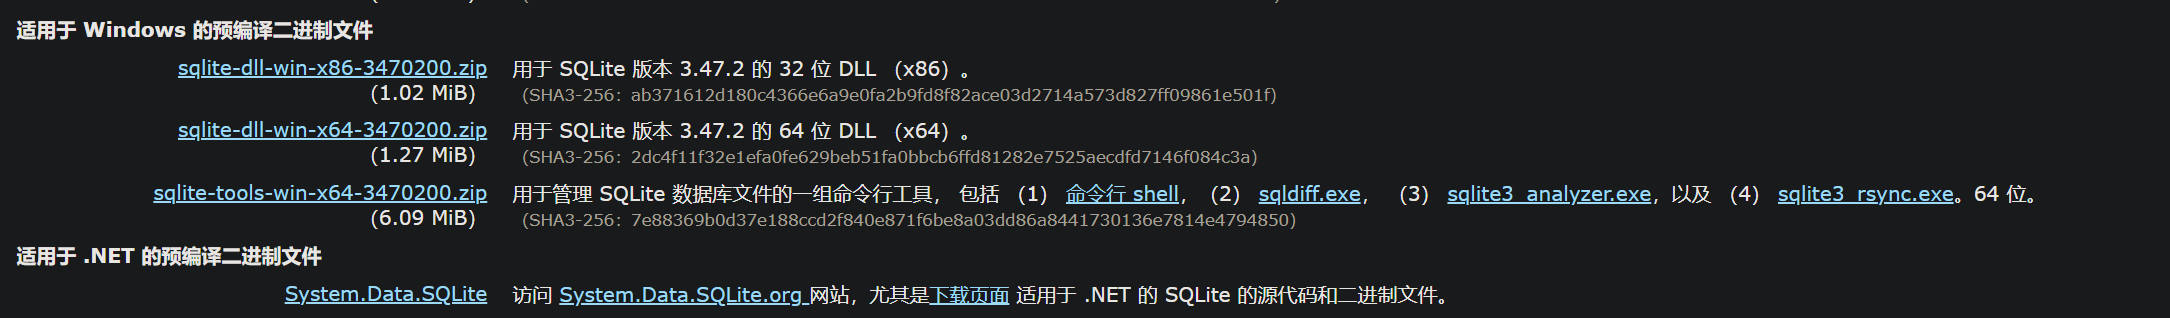 适用于 Windows 的预编译二进制文件
sqlite-dll-win-x86-3470200.zip 用于 SQLite 版本 3.47.2 的 32 位 DLL （x86）。
(1.02 MiB) (SHA3-256：ab371612d180c4366e6a9e0fa2b9fd8f82ace03d2714a573d827ff09861e501f)
sqlite-dll-win-x64-3470200.zip 用于 SQLite 版本 3.47.2 的 64 位 DLL （x64）。
(1.27 MiB) (SHA3-256：2dc4f11f32e1efa0fe629beb51fa0bbcb6ffd81282e7525aecdfd7146f084c3a)
sqlite-tools-win-x64-3470200.zip 用于管理 SQLite 数据库文件的一组命令行工具， 包括 （1） 命令行 shell， （2） sqldiff.exe， （3） sqlite3_analyzer.exe，以及 （4） sqlite3_rsync.exe。64 位。
(6.09 MiB) (SHA3-256：7e88369b0d37e188ccd2f840e871f6be8a03dd86a8441730136e7814e4794850)
适用于 .NET 的预编译二进制文件
System.Data.SQLite 访问 System.Data.SQLite.org 网站，尤其是下载页面 适用于 .NET 的 SQLite 的源代码和二进制文件。